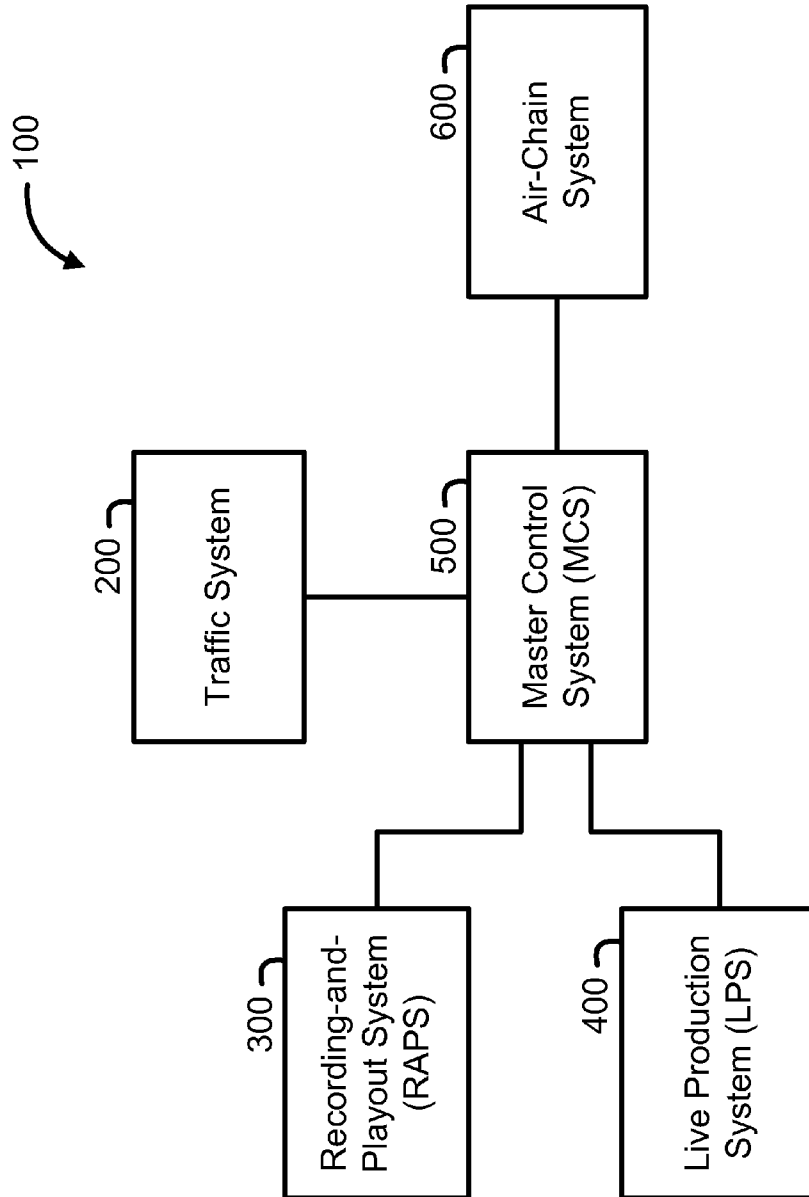 100
200
Traffic System
300
Recording-and-
Playout System
(RAPS)
500
Master Control
System (MCS)
600
Air-Chain
System
400
Live Production
System (LPS)